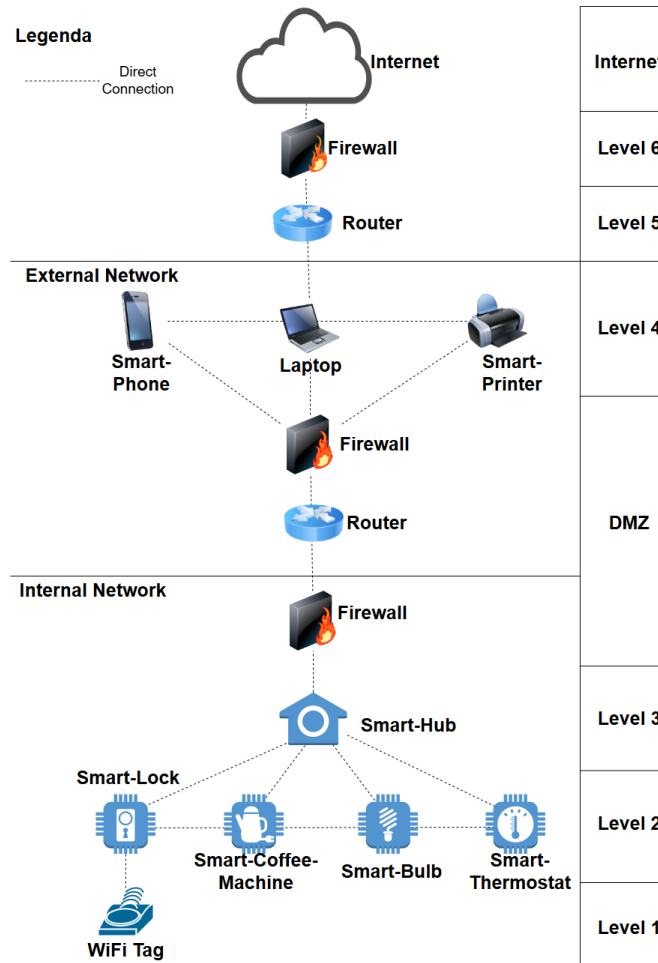 Legenda
Direct
Connection
Internet
Internet
Firewall
Level 6
Router
Level 5
External Network
Level 4
Smart-
Phone
Laptop
Smart-
Printer
Firewall
Router
DMZ
Internal Network
Firewall
Smart-Hub
Level 3
Smart-Lock
Smart-Coffee-
Machine
Smart-Bulb
Smart-
Thermostat
Level 2
WiFi Tag
Level 1